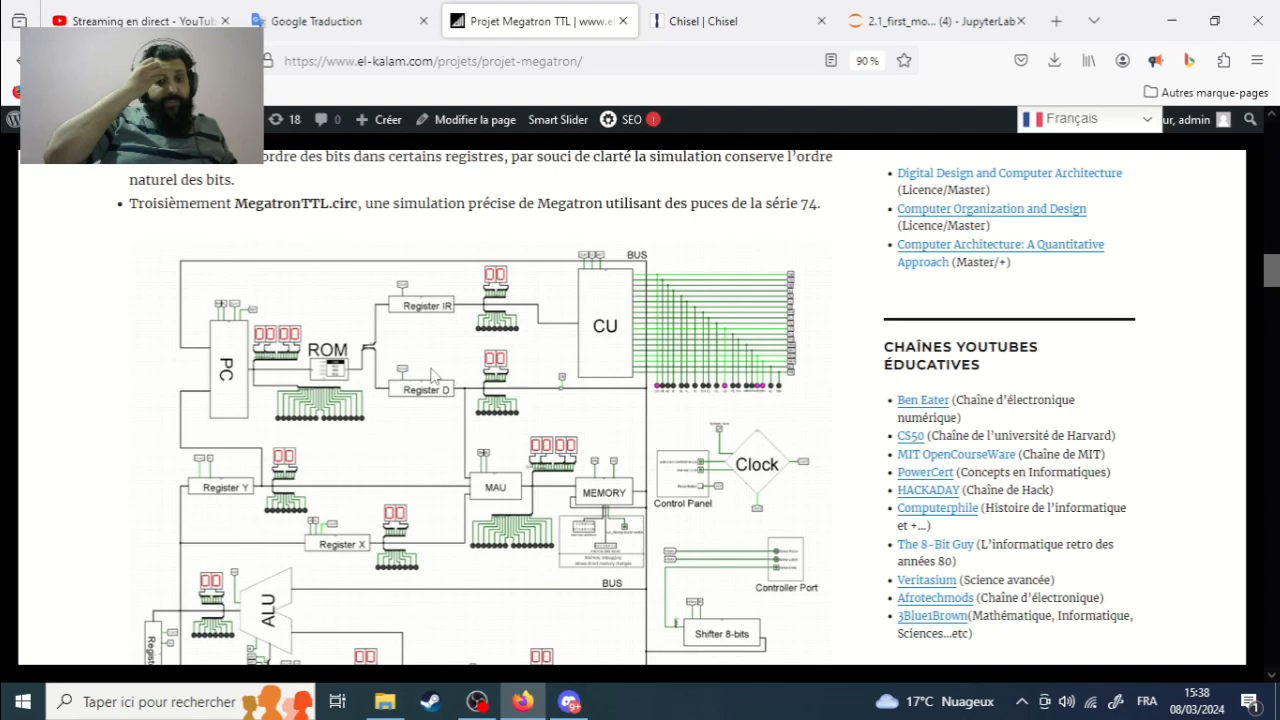 Streaming en direct - YouTu
Google Traduction
Projet Megatron TTL | www.e
Chisel | Chisel
2.1_first_mo... (4) - JupyterLab
https://www.el-kalam.com/projets/projet-megatron/
90 %
Autres marque-pages
18
Créer
Modifier la page
Smart Slider
SEO
Français
ur, admin
ordre des bits dans certains registres, par souci de clarté la simulation conserve l'ordre
naturel des bits.
Troisièmement MegatronTTL.circ, une simulation précise de Megatron utilisant des puces de la série 74.
BUS
Register IR
CU
ROM
PC
Register D
Clock
Register Y
MAU
MEMORY
Control Panel
Register X
BUS
Controller Port
ALU
Shifter 8-bits
Digital Design and Computer Architecture
(Licence/Master)
Computer Organization and Design
(Licence/Master)
Computer Architecture: A Quantitative
Approach (Master/+)
CHAÎNES YOUTUBES
ÉDUCATIVES
Ben Eater (Chaîne d'électronique
numérique)
CS50 (Chaîne de l'université de Harvard)
MIT OpenCourseWare (Chaîne de MIT)
PowerCert (Concepts en Informatiques)
HACKADAY (Chaîne de Hack)
Computerphile (Histoire de l'informatique
et +...)
The 8-Bit Guy (L'informatique retro des
années 80)
Veritasium (Science avancée)
Afrotechmods (Chaîne d'électronique)
3Blue1Brown(Mathématique, Informatique,
Sciences...etc)
Taper ici pour rechercher
17°C Nuageux
FRA
15:38
08/03/2024